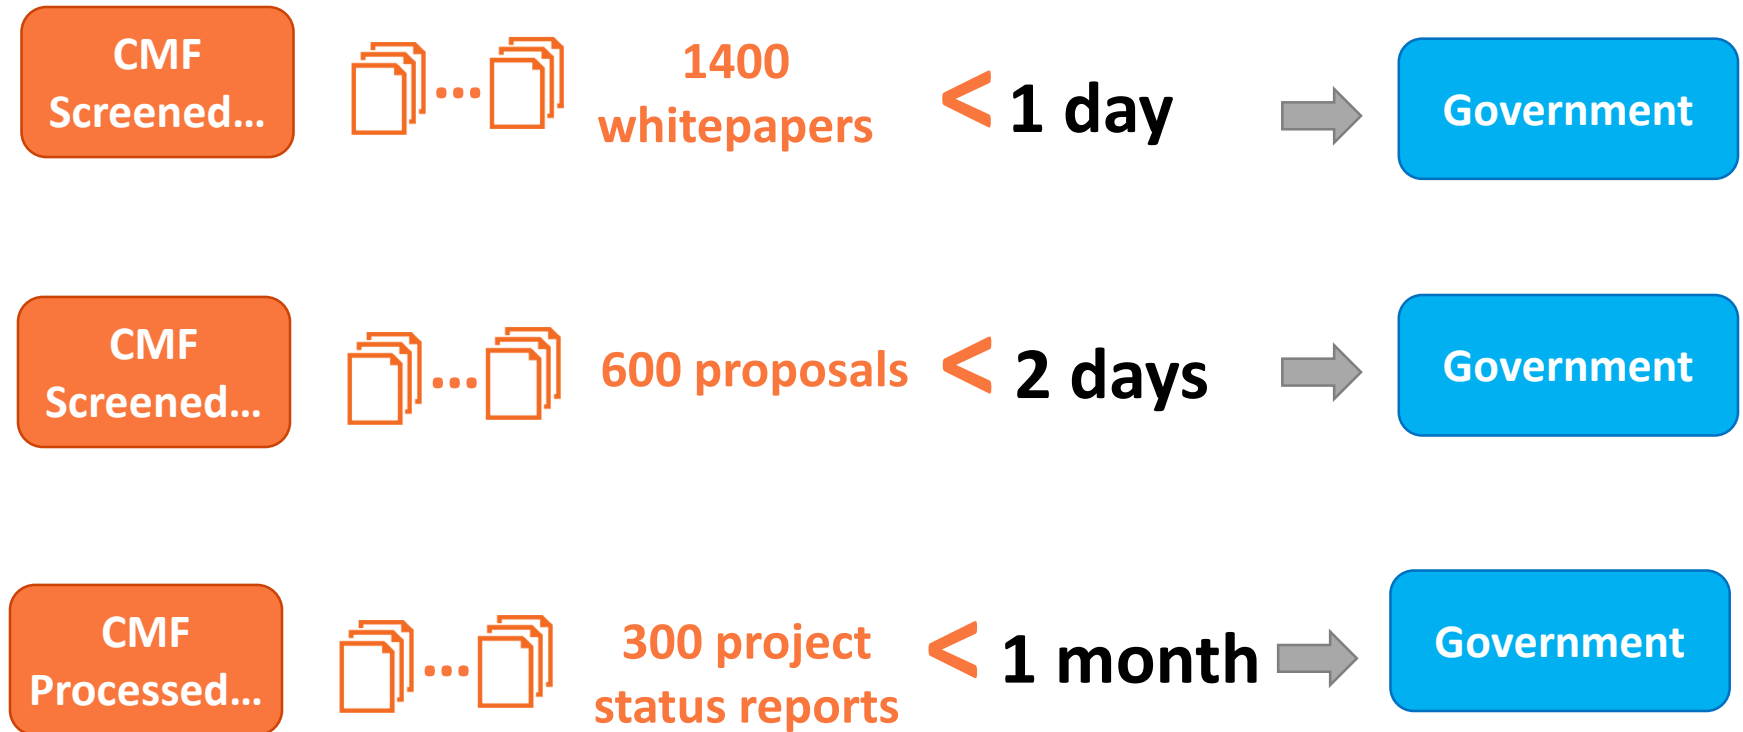 CMF
Screened...
...
1400
whitepapers
< 1 day
Government
CMF
Screened...
...
600 proposals
< 2 days
Government
CMF
Processed...
...
300 project
status reports
< 1 month
Government